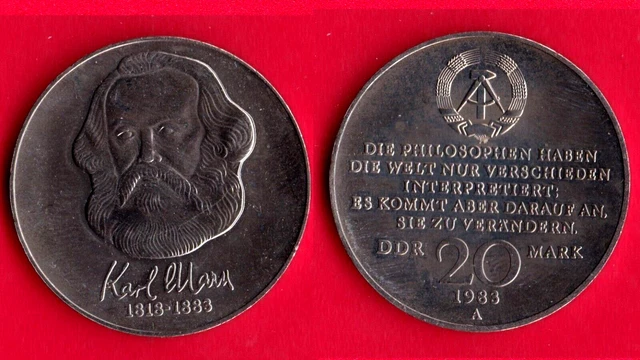 Karl Marx
1818-1883
DIE PHILOSOPHEN HABEN
DIE WELT NUR VERSCHIEDEN
INTERPRETIERT;
ES KOMMT ABER DARAUF AN,
SIE ZU VERÄNDERN.
DDR 20 MARK
1983
A